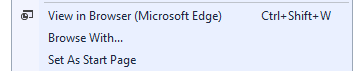 View in Browser (Microsoft Edge) Ctrl+Shift+W
Browse With...
Set As Start Page